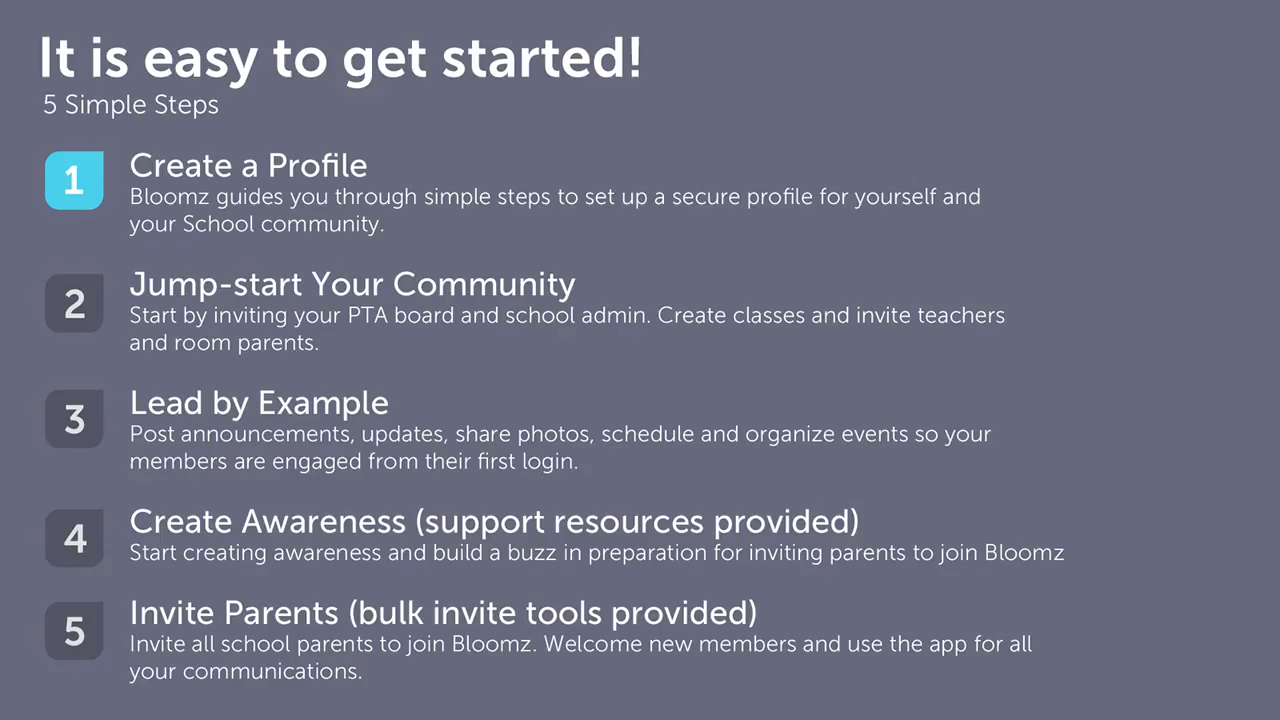 It is easy to get started!
5 Simple Steps
1
Create a Profile
Bloomz guides you through simple steps to set up a secure profile for yourself and
your School community.
2
Jump-start Your Community
Start by inviting your PTA board and school admin. Create classes and invite teachers
and room parents.
3
Lead by Example
Post announcements, updates, share photos, schedule and organize events so your
members are engaged from their first login.
4
Create Awareness (support resources provided)
Start creating awareness and build a buzz in preparation for inviting parents to join Bloomz
5
Invite Parents (bulk invite tools provided)
Invite all school parents to join Bloomz. Welcome new members and use the app for all
your communications.